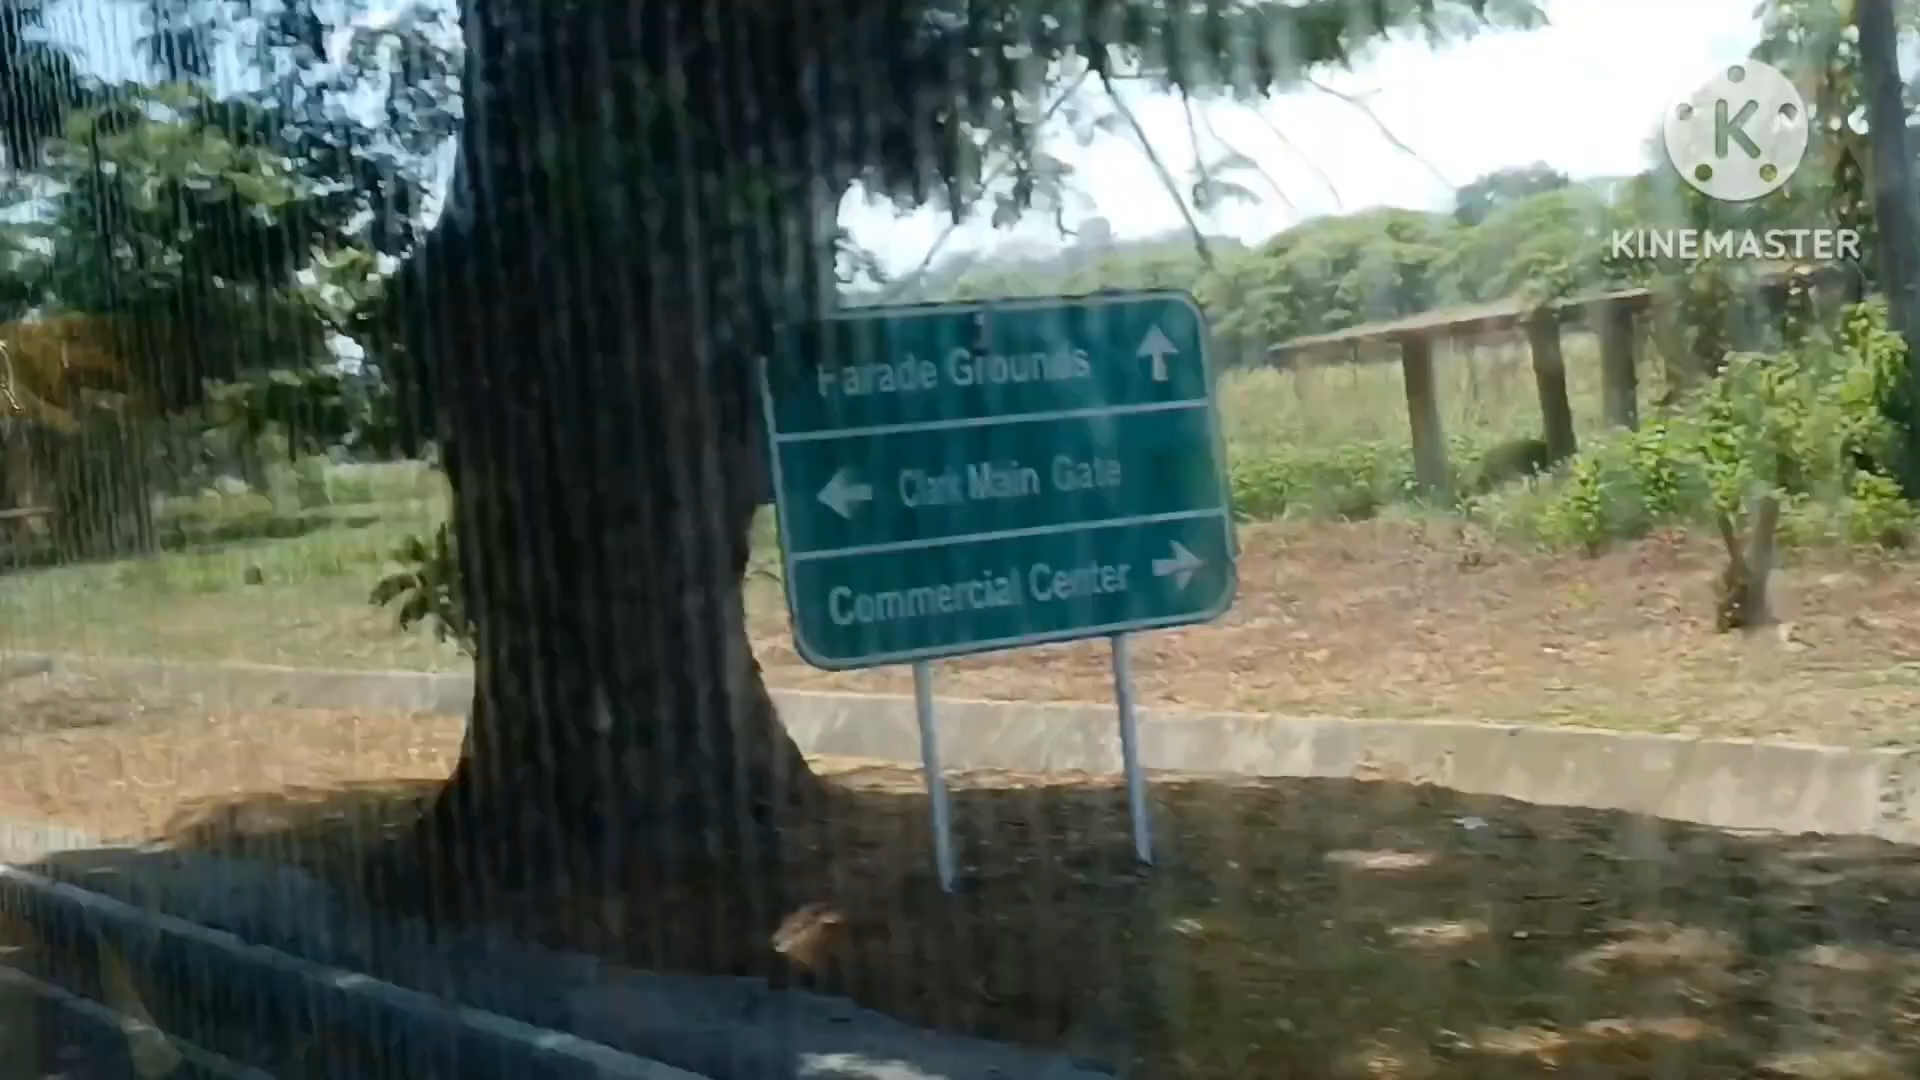 K
KINEMASTER
Parade Grounds
Clark Main Gate
Commercial Center